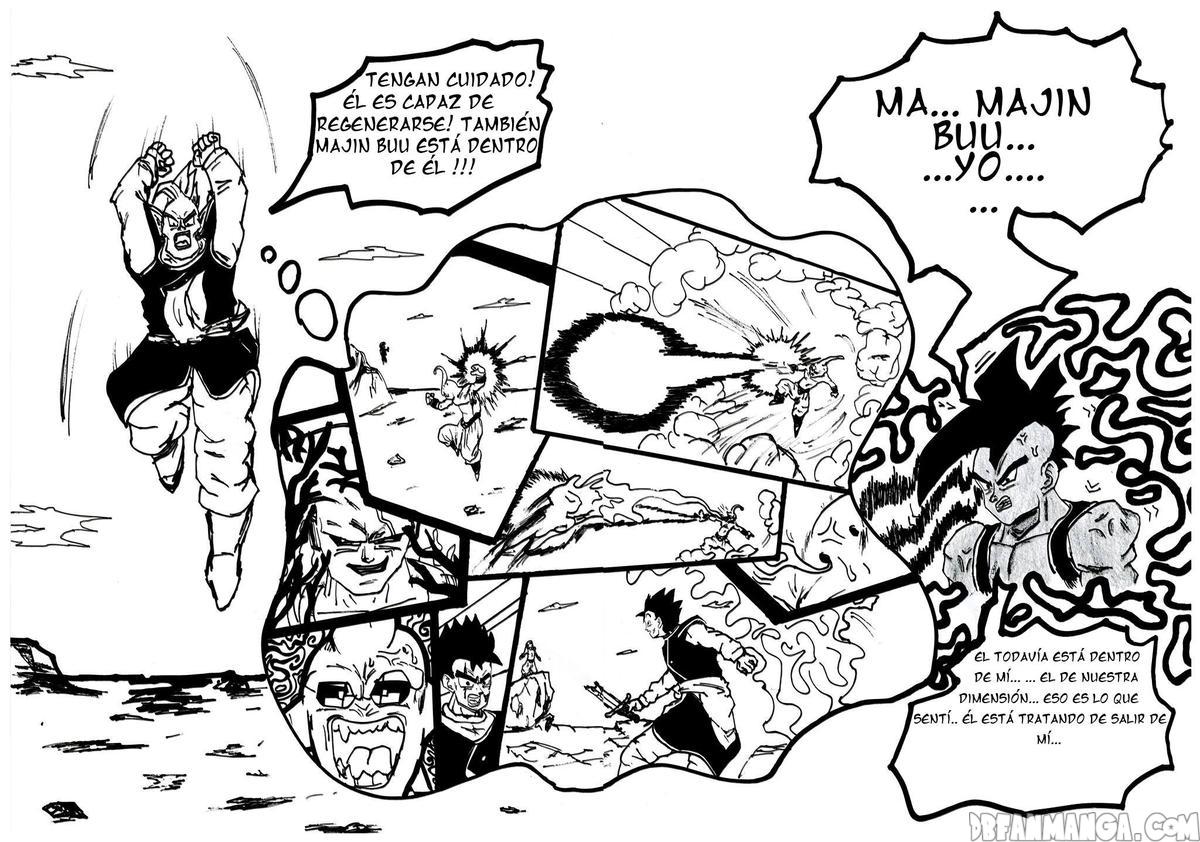 TENGAN CUIDADO!
ÉL ES CAPAZ DE
REGENERARSE! TAMBIÉN
MAJIN BUU ESTÁ DENTRO
DE ÉL !!!
MA... MAJIN
BUU...
...YO....
...
EL TODAVÍA ESTÁ DENTRO
DE MÍ... ... EL DE NUESTRA
DIMENSIÓN... ESO ES LO QUE
SENTÍ.. ÉL ESTÁ TRATANDO DE SALIR DE
MÍ...
DBFANMANGA.COM